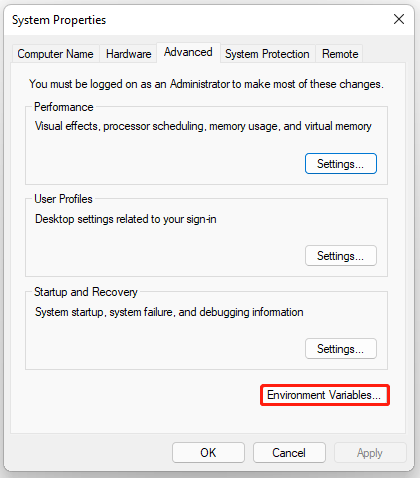 System Properties
Computer Name Hardware Advanced System Protection Remote
You must be logged on as an Administrator to make most of these changes.
Performance
Visual effects, processor scheduling, memory usage, and virtual memory
Settings...
User Profiles
Desktop settings related to your sign-in
Settings...
Startup and Recovery
System startup, system failure, and debugging information
Settings...
Environment Variables...
OK Cancel Apply